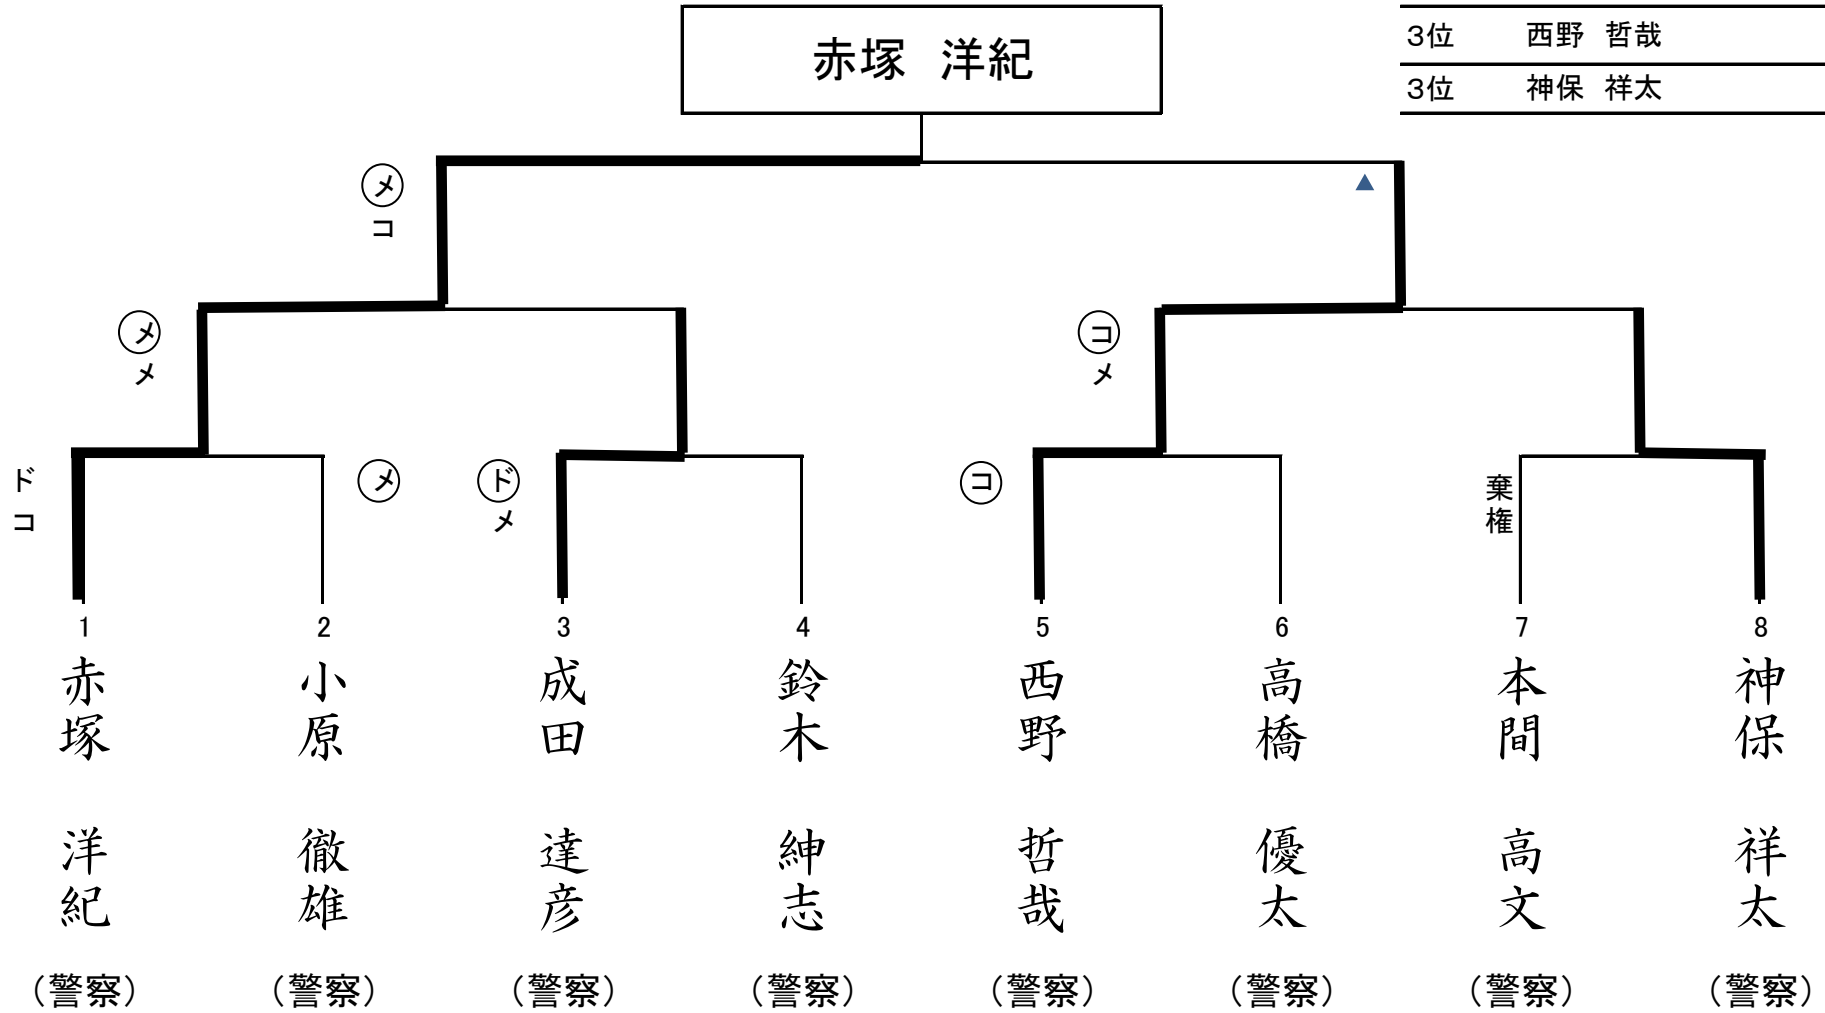 赤塚　洋紀
3位　西野　哲哉
3位　神保　祥太
メ
コ
▲
メ
メ
コ
メ
ド
コ
メ
ド
メ
コ
棄権
1
2
3
4
5
6
7
8
赤塚　洋紀
小原　徹雄
成田　達彦
鈴木　紳志
西野　哲哉
高橋　優太
本間　高文
神保　祥太
（警察）
（警察）
（警察）
（警察）
（警察）
（警察）
（警察）
（警察）